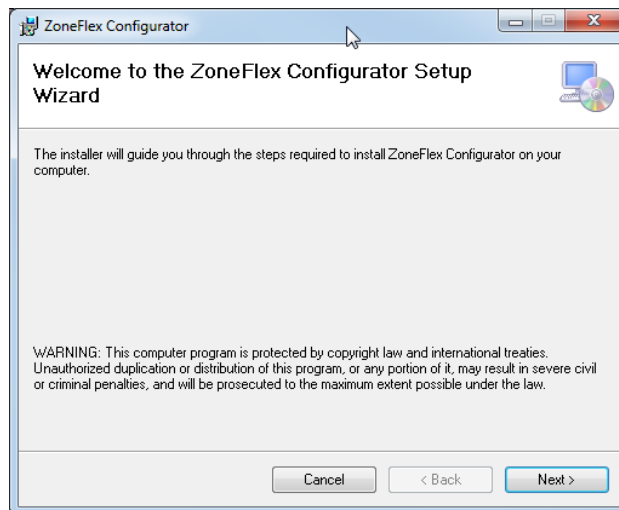 ZoneFlex Configurator
Welcome to the ZoneFlex Configurator Setup
Wizard
The installer will guide you through the steps required to install ZoneFlex Configurator on your
computer.
WARNING: This computer program is protected by copyright law and international treaties.
Unauthorized duplication or distribution of this program, or any portion of it, may result in severe civil
or criminal penalties, and will be prosecuted to the maximum extent possible under the law.
Cancel < Back Next >